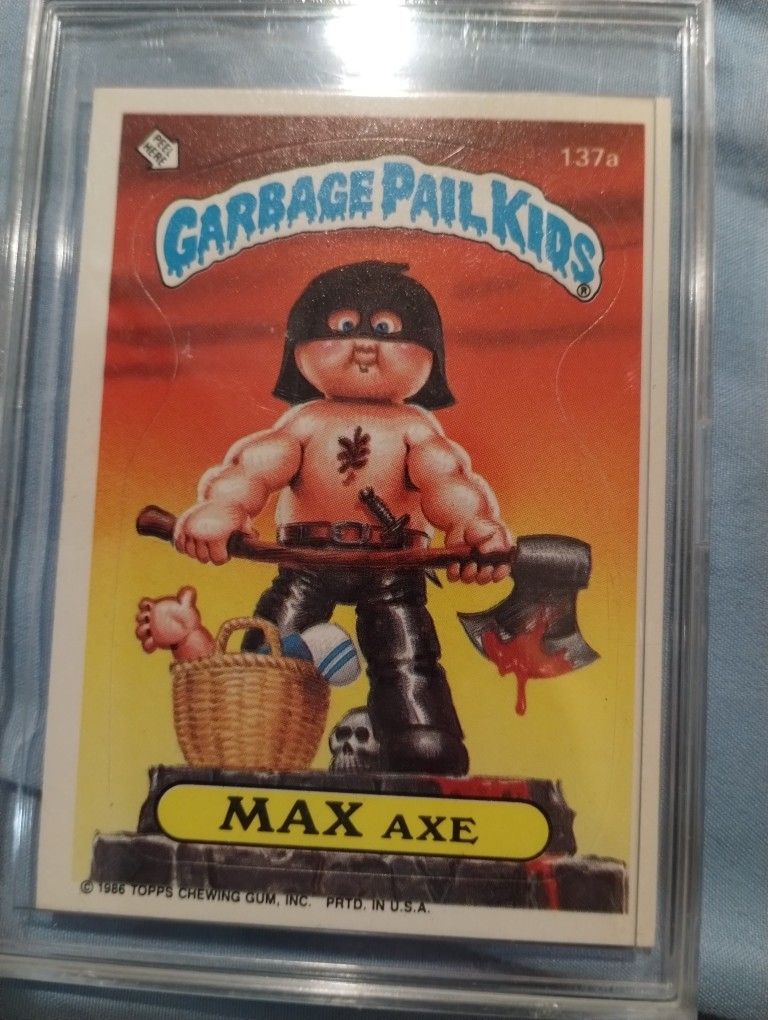 PEEL
HERE
137a
GARBAGE PAIL KIDS®
MAX AXE
© 1986 TOPPS CHEWING GUM, INC. PRTD. IN U.S.A.